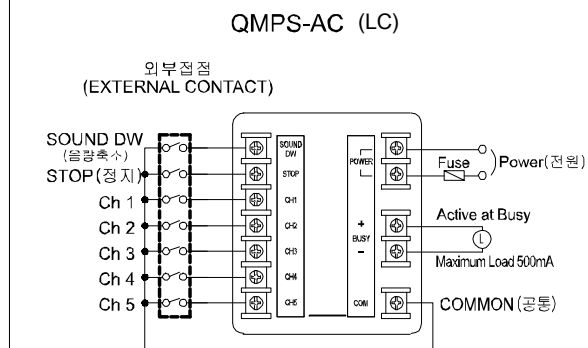 QMPS-AC (LC)
외부접점
(EXTERNAL CONTACT)
SOUND DW
(음량축소)
STOP(정지)
Ch 1
Ch 2
Ch 3
Ch 4
Ch 5
SOUND
DW
STOP
CH1
CH2
CH3
CH4
CH5
POWER
+
BUSY
−
COM
Fuse
Power(전원)
Active at Busy
L
Maximum Load 500mA
COMMON(공통)